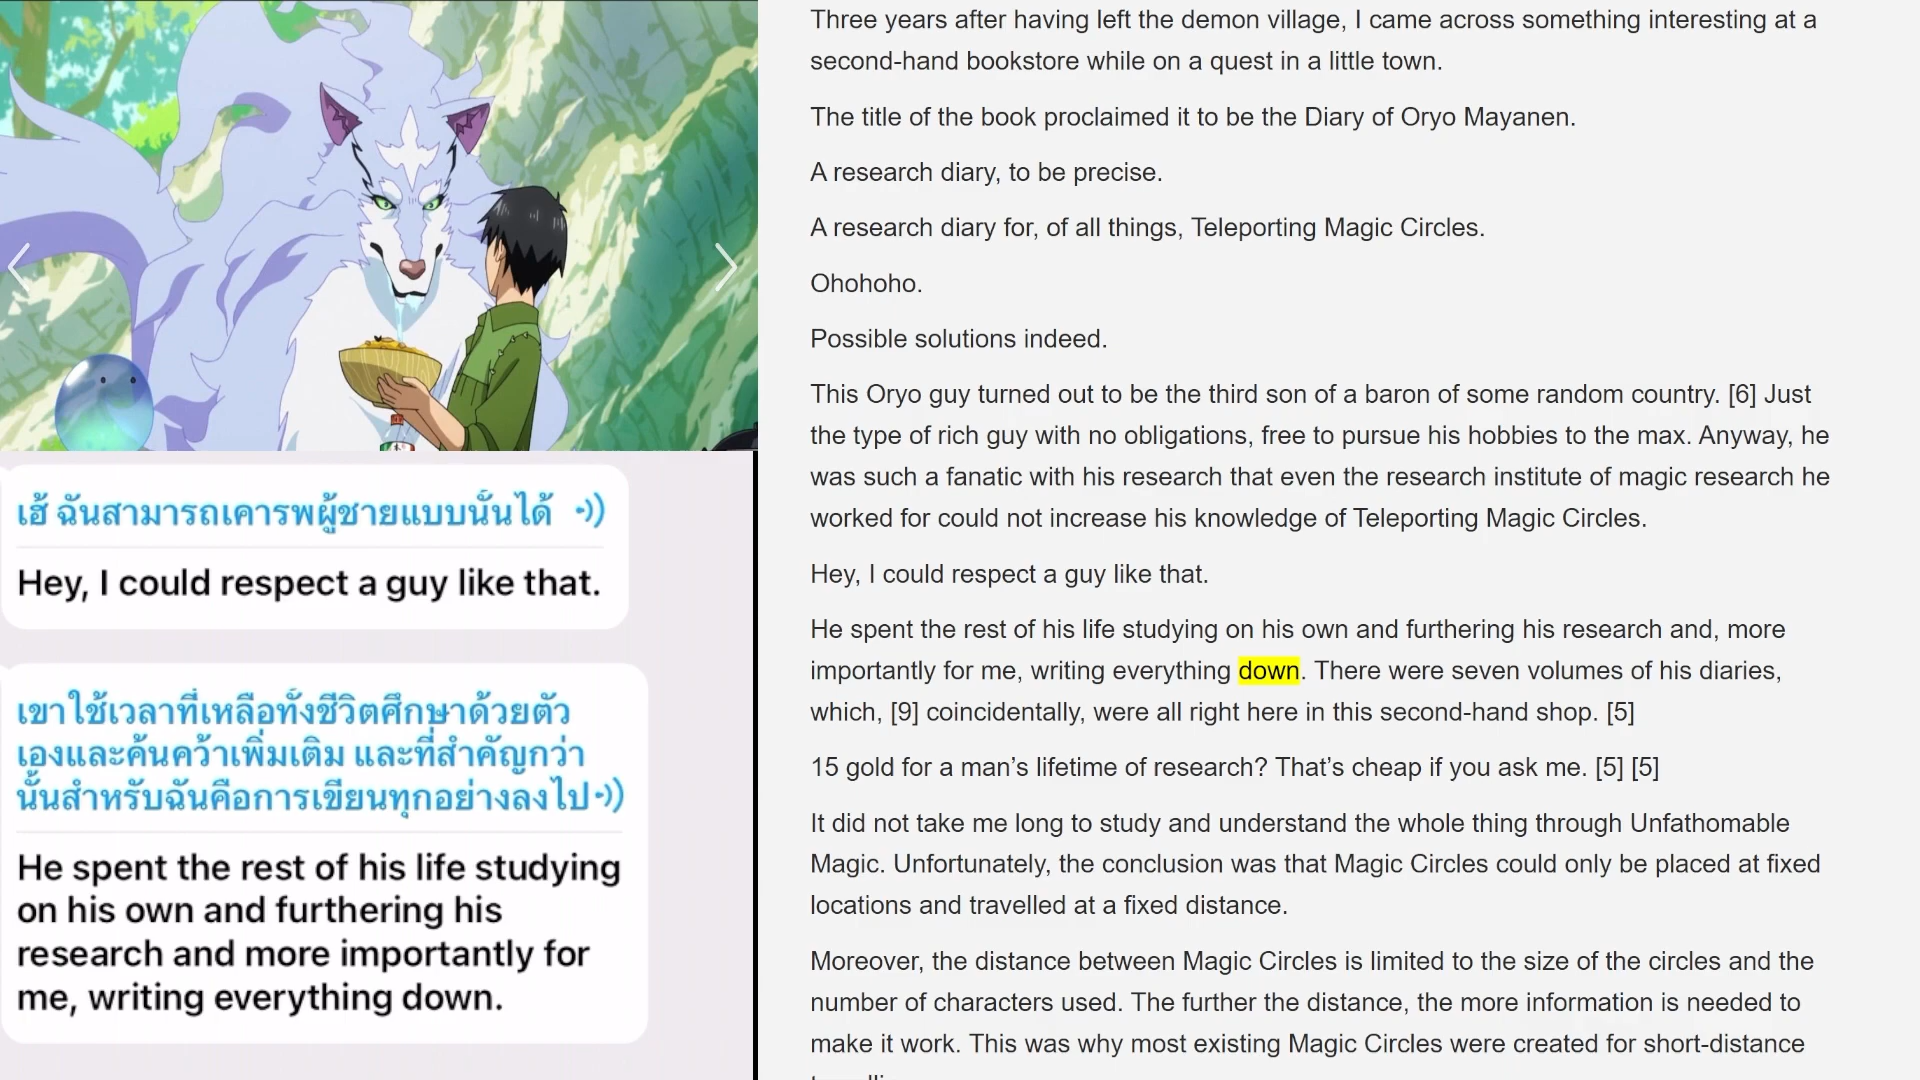 เฮ้ ฉันสามารถเคารพผู้ชายแบบนั้นได้
Hey, I could respect a guy like that.
เขาใช้เวลาที่เหลือทั้งชีวิตศึกษาด้วยตัว
เองและค้นคว้าเพิ่มเติม และที่สำคัญกว่า
นั้นสำหรับฉันคือการเขียนทุกอย่างลงไป
He spent the rest of his life studying
on his own and furthering his
research and more importantly for
me, writing everything down.
Three years after having left the demon village, I came across something interesting at a
second-hand bookstore while on a quest in a little town.
The title of the book proclaimed it to be the Diary of Oryo Mayanen.
A research diary, to be precise.
A research diary for, of all things, Teleporting Magic Circles.
Ohohoho.
Possible solutions indeed.
This Oryo guy turned out to be the third son of a baron of some random country. [6] Just
the type of rich guy with no obligations, free to pursue his hobbies to the max. Anyway, he
was such a fanatic with his research that even the research institute of magic research he
worked for could not increase his knowledge of Teleporting Magic Circles.
Hey, I could respect a guy like that.
He spent the rest of his life studying on his own and furthering his research and, more
importantly for me, writing everything down. There were seven volumes of his diaries,
which, [9] coincidentally, were all right here in this second-hand shop. [5]
15 gold for a man’s lifetime of research? That’s cheap if you ask me. [5] [5]
It did not take me long to study and understand the whole thing through Unfathomable
Magic. Unfortunately, the conclusion was that Magic Circles could only be placed at fixed
locations and travelled at a fixed distance.
Moreover, the distance between Magic Circles is limited to the size of the circles and the
number of characters used. The further the distance, the more information is needed to
make it work. This was why most existing Magic Circles were created for short-distance